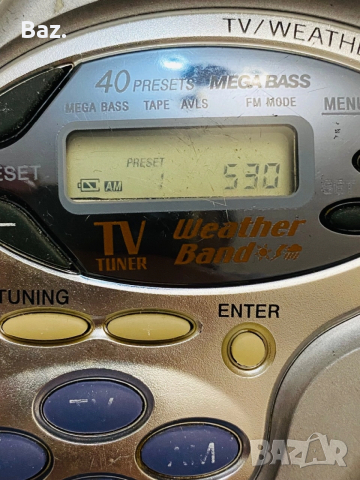 Baz.
TV/WEATHER
40 PRESETS MEGA BASS
MEGA BASS TAPE AVLS FM MODE
MENU
PRESET
AM 1 530
ESET
TV TUNER
Weather Band
TUNING
ENTER
TV
AM
BAZAR